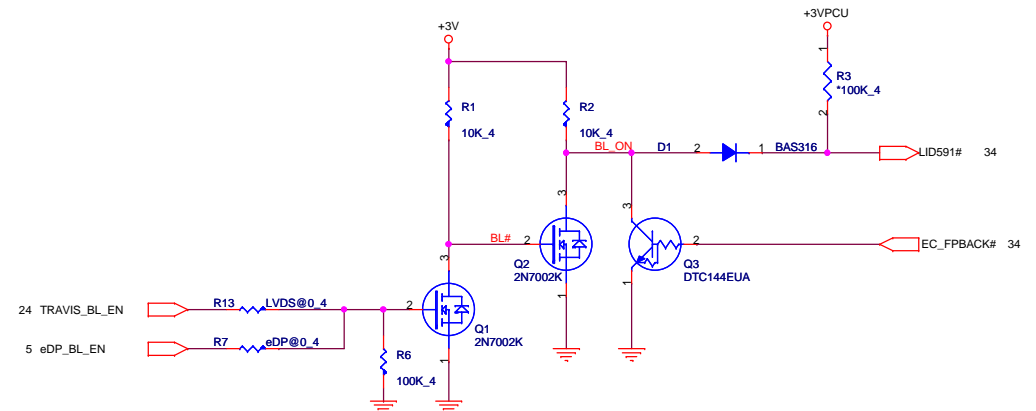 +3VPCU
+3V
1
R3
*100K_4
2
R1
10K_4
R2
10K_4
BL_ON
D1
2
1
BAS316
LID591#
34
3
3
BL#
2
2
EC_FPBACK#
34
Q2
2N7002K
Q3
DTC144EUA
3
1
1
24
TRAVIS_BL_EN
R13
LVDS@0_4
2
Q1
2N7002K
5
eDP_BL_EN
R7
eDP@0_4
R6
100K_4
1